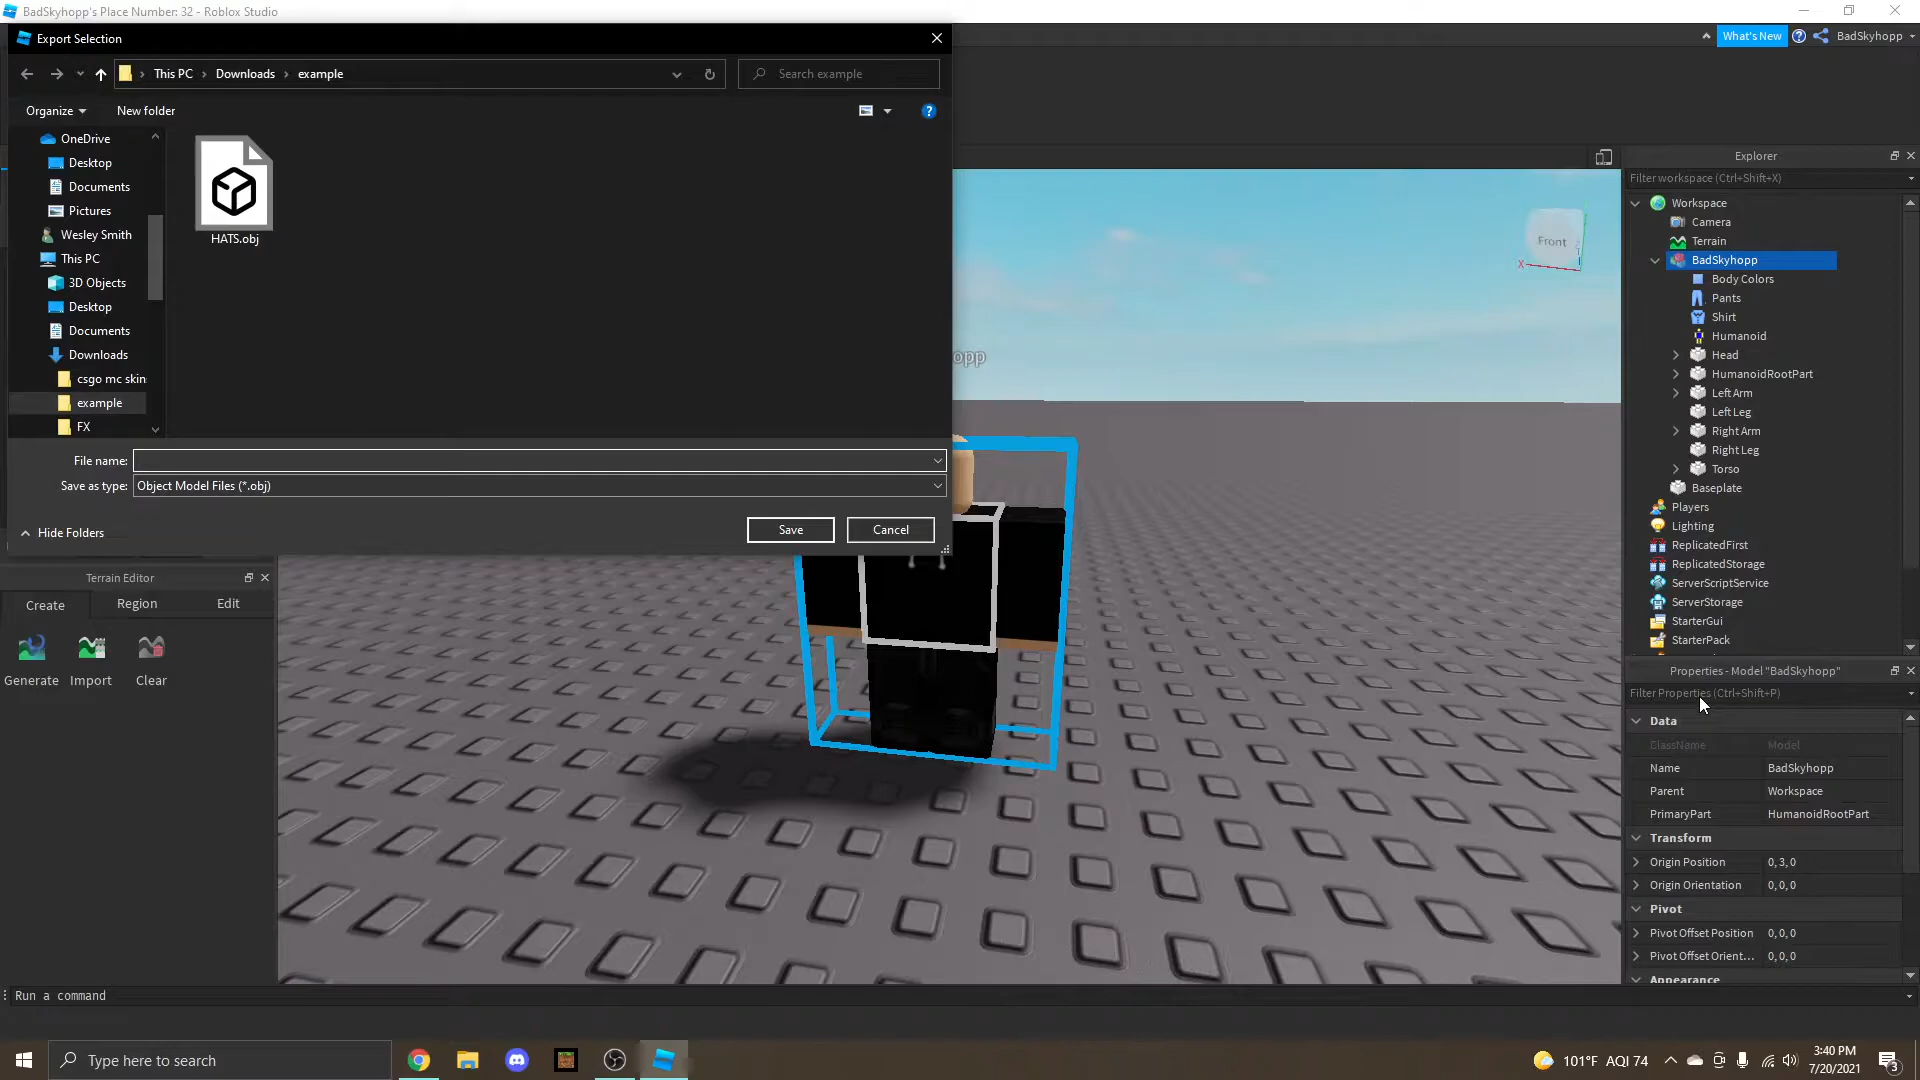 BadSkyhopp's Place Number: 32 - Roblox Studio
Export Selection
What's New
BadSkyhopp
This PC
Downloads
example
Search example
Organize
New folder
OneDrive
Desktop
Documents
Pictures
Wesley Smith
This PC
3D Objects
Desktop
Documents
Downloads
csgo mc skin
example
FX
HATS.obj
File name:
Save as type: Object Model Files (*.obj)
Hide Folders
Save
Cancel
opp
Front
X
Terrain Editor
Create
Region
Edit
Generate
Import
Clear
Explorer
Filter workspace (Ctrl+Shift+X)
Workspace
Camera
Terrain
BadSkyhopp
Body Colors
Pants
Shirt
Humanoid
Head
HumanoidRootPart
Left Arm
Left Leg
Right Arm
Right Leg
Torso
Baseplate
Players
Lighting
ReplicatedFirst
ReplicatedStorage
ServerScriptService
ServerStorage
StarterGui
StarterPack
Properties - Model "BadSkyhopp"
Filter Properties (Ctrl+Shift+P)
Data
ClassName Model
Name BadSkyhopp
Parent Workspace
PrimaryPart HumanoidRootPart
Transform
Origin Position 0, 3, 0
Origin Orientation 0, 0, 0
Pivot
Pivot Offset Position 0, 0, 0
Pivot Offset Orient... 0, 0, 0
Appearance
Run a command
Type here to search
101°F AQI 74
3:40 PM
7/20/2021
3